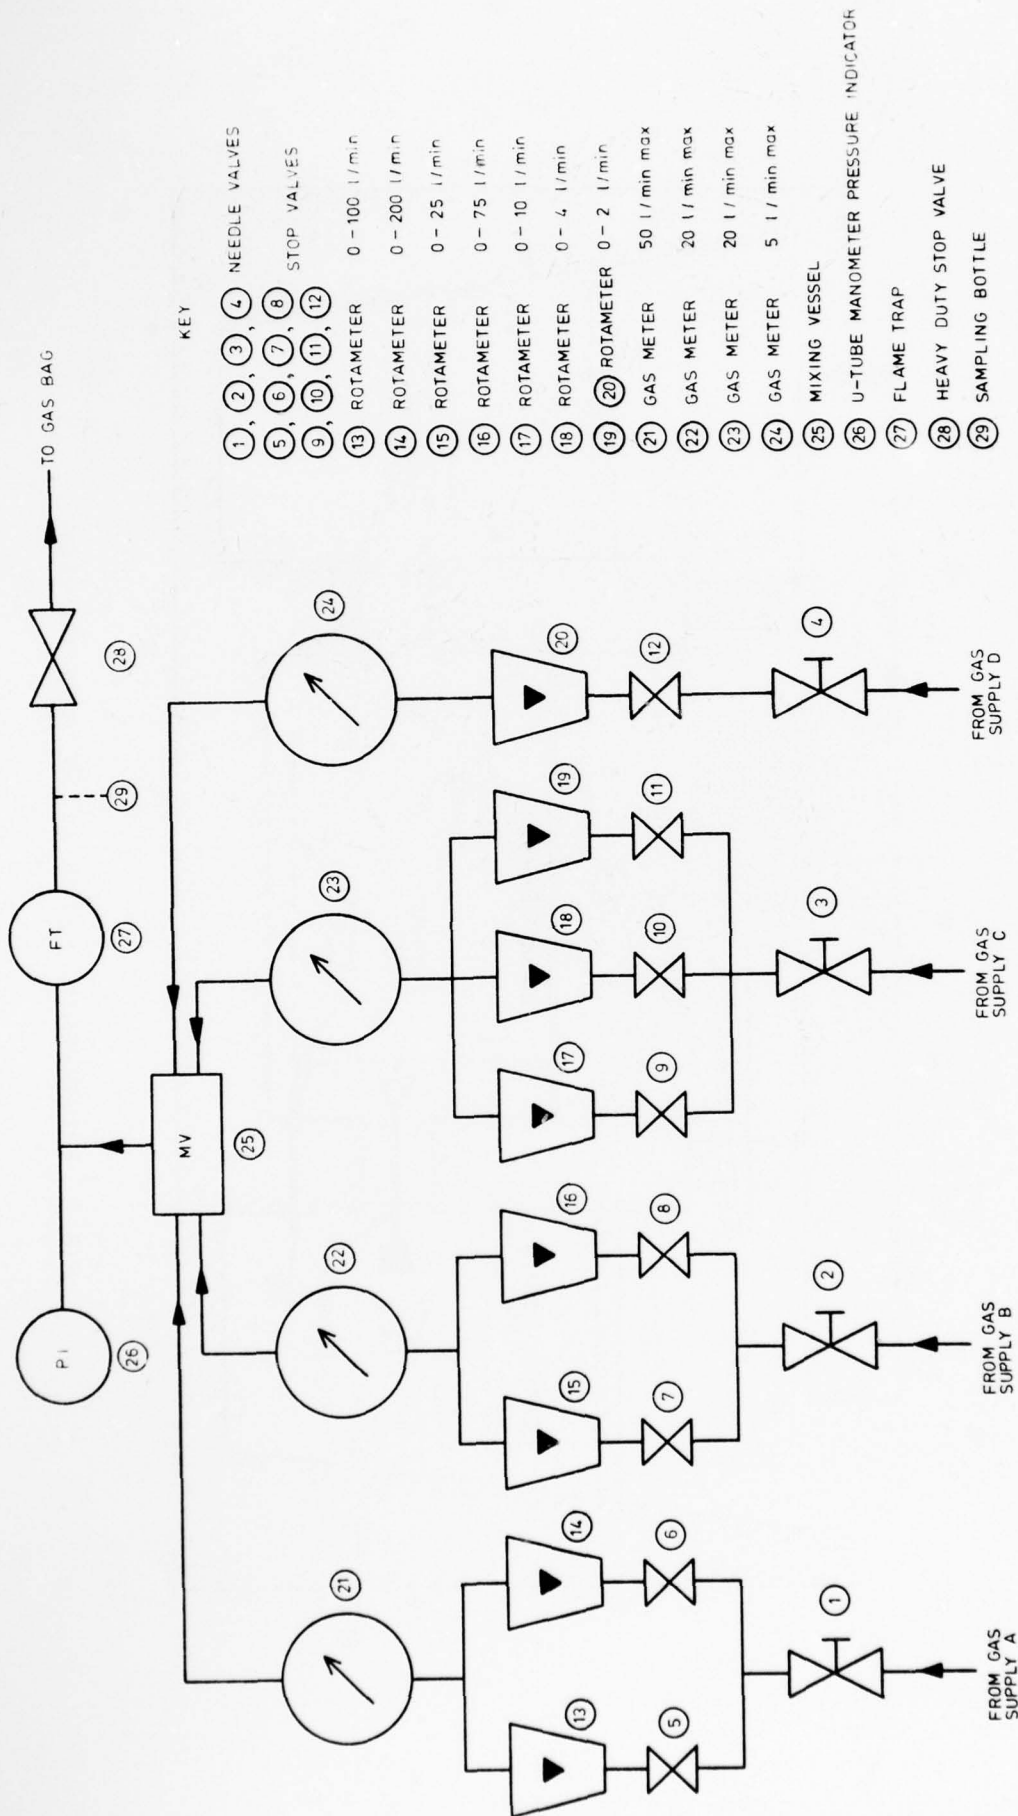 TO GAS BAG
28
29
FT
27
PI
26
MV
25
21
22
23
24
13
14
15
16
17
18
19
20
5
6
7
8
9
10
11
12
1
2
3
4
FROM GAS
SUPPLY A
FROM GAS
SUPPLY B
FROM GAS
SUPPLY C
FROM GAS
SUPPLY D
KEY
1, 2, 3, 4 NEEDLE VALVES
5, 6, 7, 8
9, 10, 11, 12 STOP VALVES
13 ROTAMETER 0-100 l/min
14 ROTAMETER 0-200 l/min
15 ROTAMETER 0-25 l/min
16 ROTAMETER 0-75 l/min
17 ROTAMETER 0-10 l/min
18 ROTAMETER 0-4 l/min
19 20 ROTAMETER 0-2 l/min
21 GAS METER 50 l/min max
22 GAS METER 20 l/min max
23 GAS METER 20 l/min max
24 GAS METER 5 l/min max
25 MIXING VESSEL
26 U-TUBE MANOMETER PRESSURE INDICATOR
27 FLAME TRAP
28 HEAVY DUTY STOP VALVE
29 SAMPLING BOTTLE